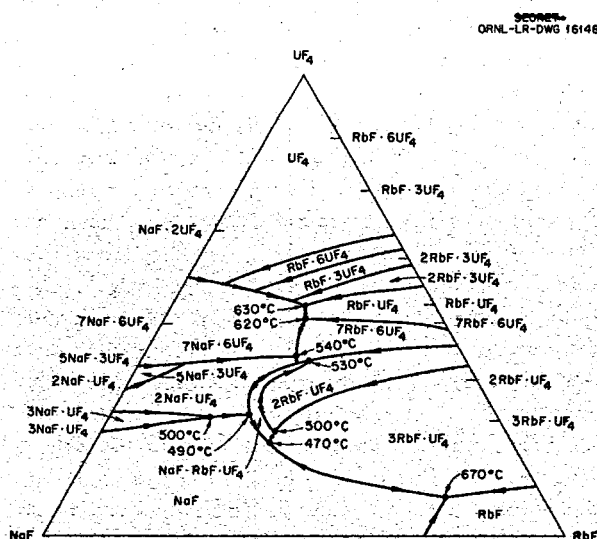 SECRET
ORNL-LR-DWG 16146
UF₄
RbF·6UF₄
UF₄
RbF·3UF₄
NaF·2UF₄
RbF·6UF₄
2RbF·3UF₄
RbF·3UF₄
2RbF·3UF₄
RbF·UF₄
RbF·UF₄
630°C
620°C
7NaF·6UF₄
7RbF·6UF₄
7RbF·6UF₄
7NaF·6UF₄
540°C
5NaF·3UF₄
530°C
5NaF·3UF₄
2NaF·UF₄
2RbF·UF₄
2NaF·UF₄
2RbF·UF₄
3NaF·UF₄
3RbF·UF₄
3NaF·UF₄
3RbF·UF₄
500°C
500°C
490°C
470°C
NaF·RbF·UF₄
670°C
NaF
RbF
NaF
RbF